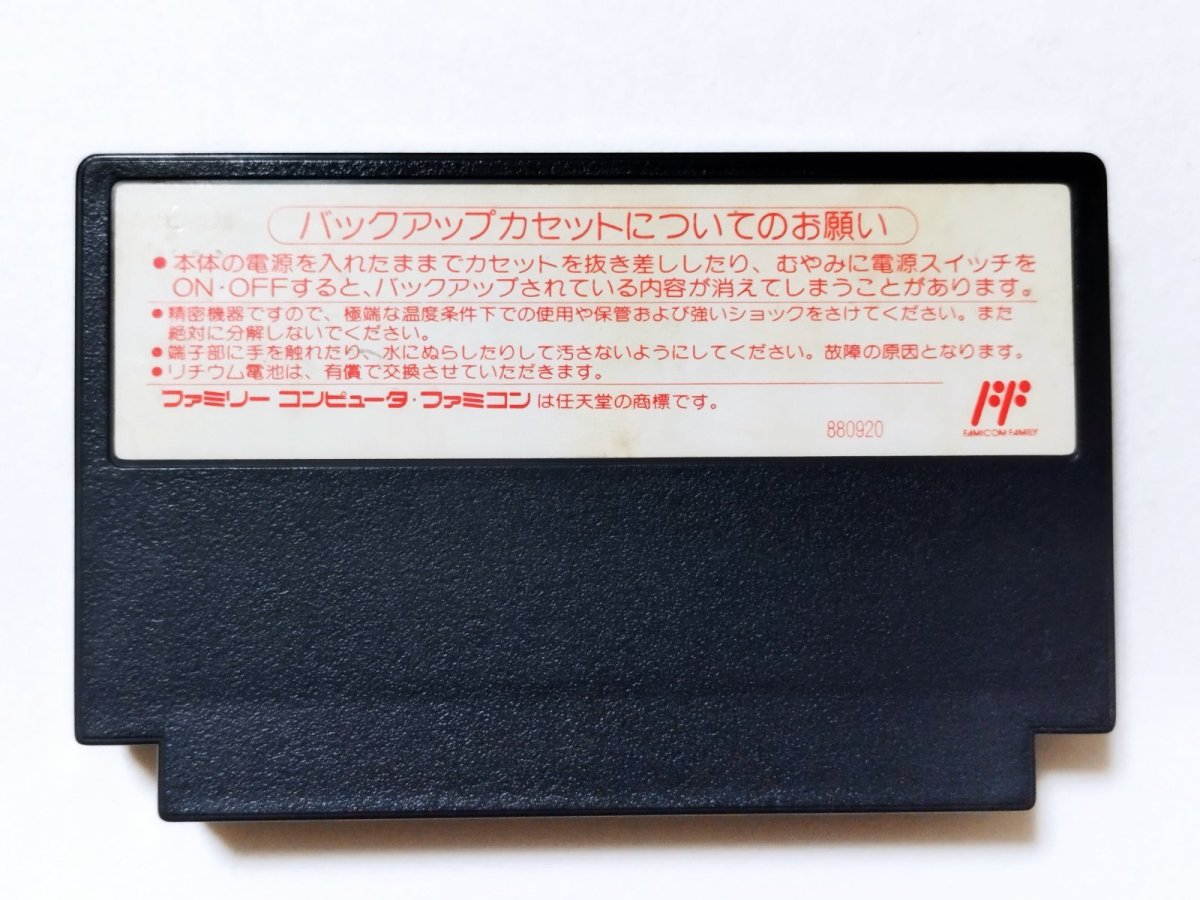 バックアップカセットについてのお願い
●本体の電源を入れたままでカセットを抜き差ししたり、むやみに電源スイッチを
ON・OFFすると、バックアップされている内容が消えてしまうことがあります。
●精密機器ですので、極端な温度条件下での使用や保管および強いショックをさけてください。また
絶対に分解しないでください。
●端子部に手を触れたり、水にぬらしたりして汚さないようにしてください。故障の原因となります。
●リチウム電池は、有償で交換させていただきます。
ファミリー コンピュータ・ファミコンは任天堂の商標です。
880920
FAMICOM FAMILY